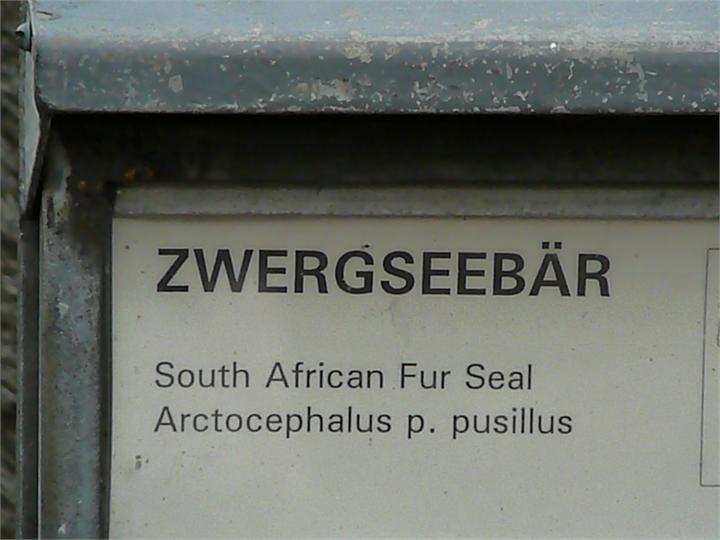 ZWERGSEEBÄR
South African Fur Seal
Arctocephalus p. pusillus